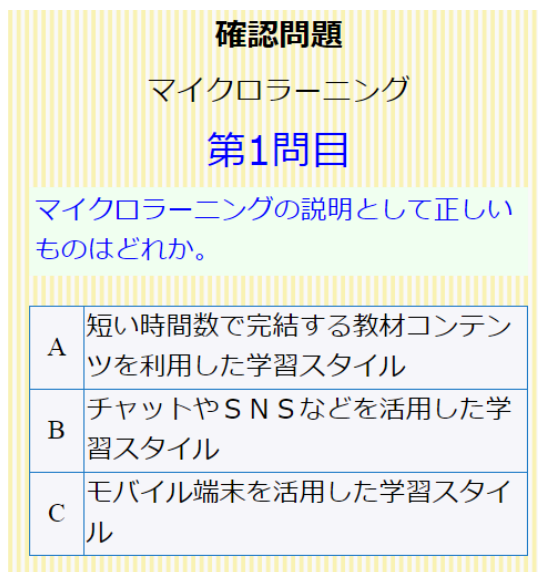 確認問題
マイクロラーニング
第1問目
マイクロラーニングの説明として正しい
ものはどれか。
A
短い時間数で完結する教材コンテン
ツを利用した学習スタイル
B
チャットやＳＮＳなどを活用した学
習スタイル
C
モバイル端末を活用した学習スタイ
ル